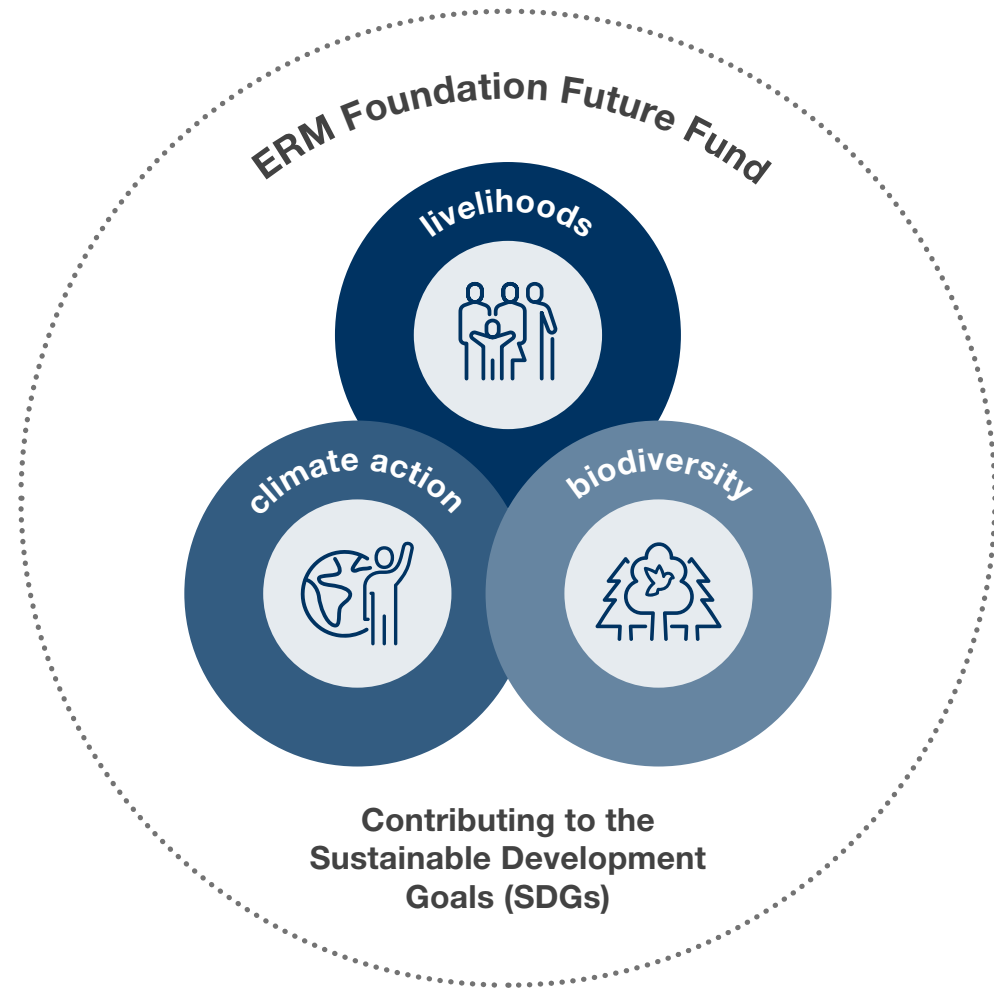 ERM Foundation Future Fund
livelihoods
climate action
biodiversity
Contributing to the
Sustainable Development
Goals (SDGs)